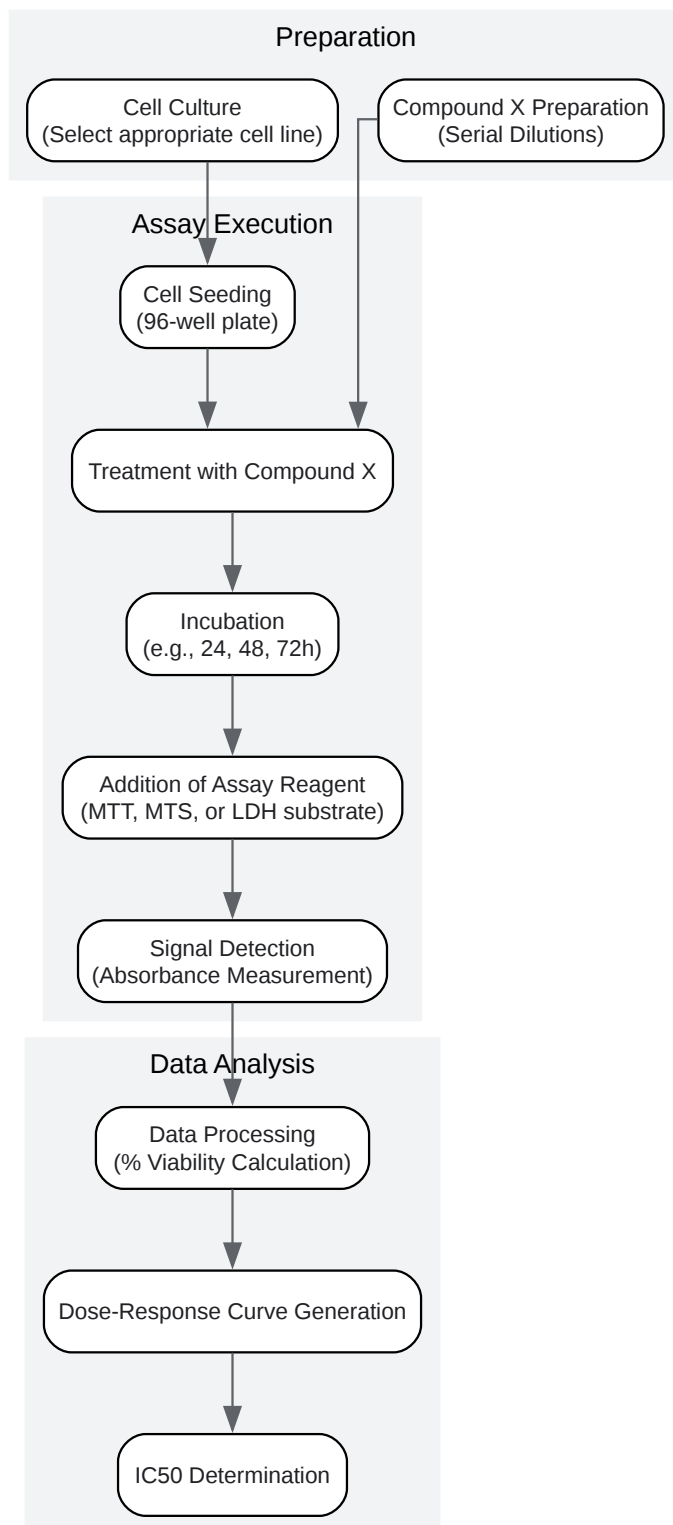 Preparation
Cell Culture
(Select appropriate cell line)
Compound X Preparation
(Serial Dilutions)
Assay Execution
Cell Seeding
(96-well plate)
Treatment with Compound X
Incubation
(e.g., 24, 48, 72h)
Addition of Assay Reagent
(MTT, MTS, or LDH substrate)
Signal Detection
(Absorbance Measurement)
Data Analysis
Data Processing
(% Viability Calculation)
Dose-Response Curve Generation
IC50 Determination